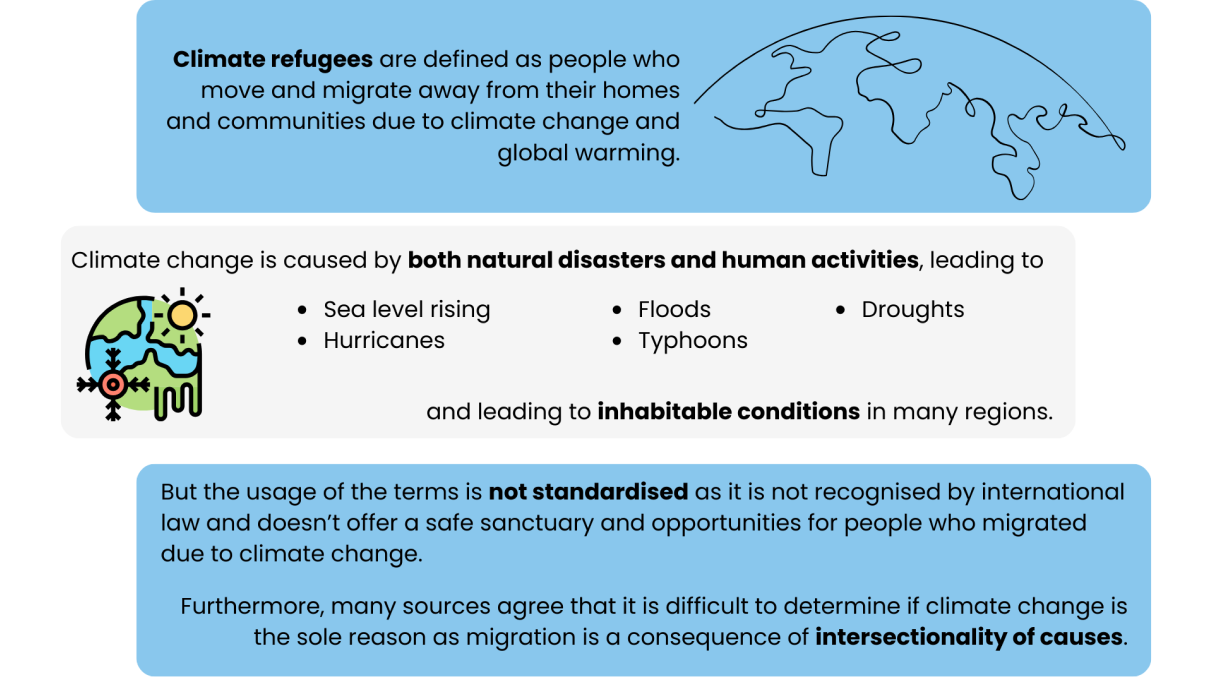 Climate refugees are defined as people who
move and migrate away from their homes
and communities due to climate change and
global warming.
Climate change is caused by both natural disasters and human activities, leading to
• Sea level rising
• Hurricanes
• Floods
• Typhoons
• Droughts
and leading to inhabitable conditions in many regions.
But the usage of the terms is not standardised as it is not recognised by international
law and doesn’t offer a safe sanctuary and opportunities for people who migrated
due to climate change.
Furthermore, many sources agree that it is difficult to determine if climate change is
the sole reason as migration is a consequence of intersectionality of causes.